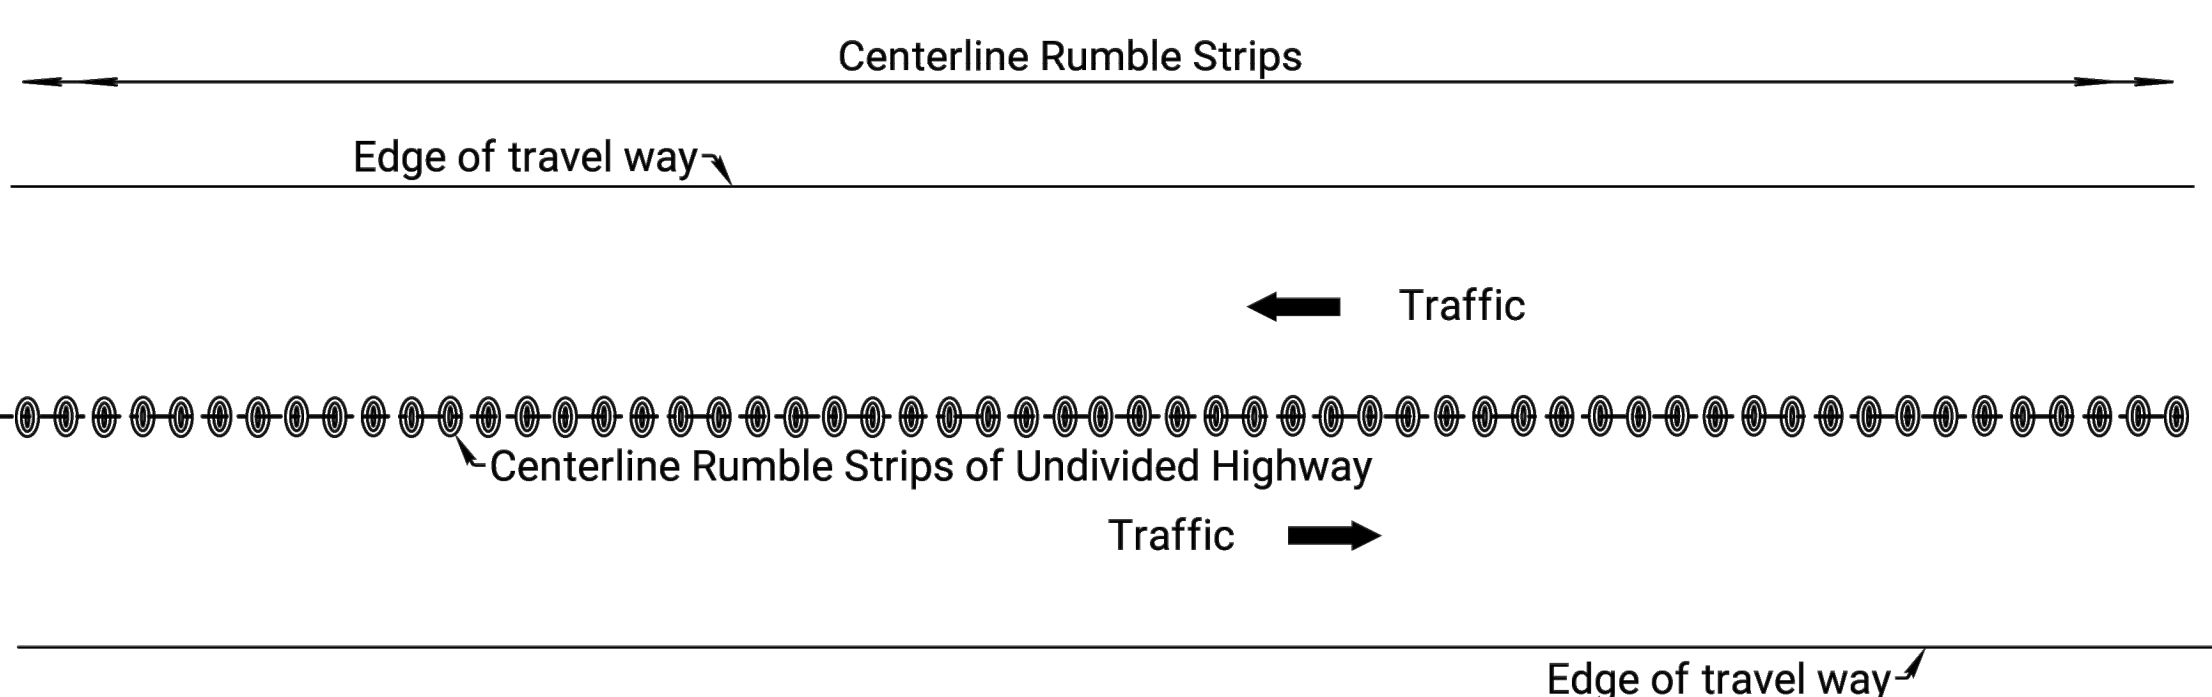 Centerline Rumble Strips
Edge of travel way
Traffic
Centerline Rumble Strips of Undivided Highway
Traffic
Edge of travel way